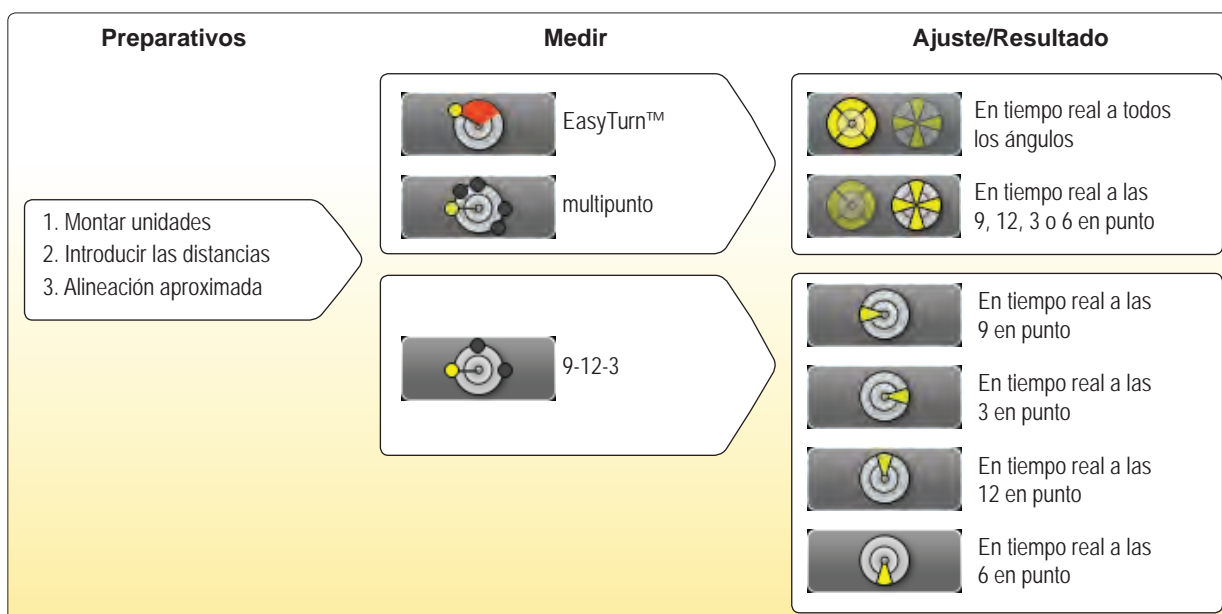 Preparativos
1. Montar unidades
2. Introducir las distancias
3. Alineación aproximada
Medir
EasyTurn™
multipunto
9-12-3
Ajuste/Resultado
En tiempo real a todos
los ángulos
En tiempo real a las
9, 12, 3 o 6 en punto
En tiempo real a las
9 en punto
En tiempo real a las
3 en punto
En tiempo real a las
12 en punto
En tiempo real a las
6 en punto